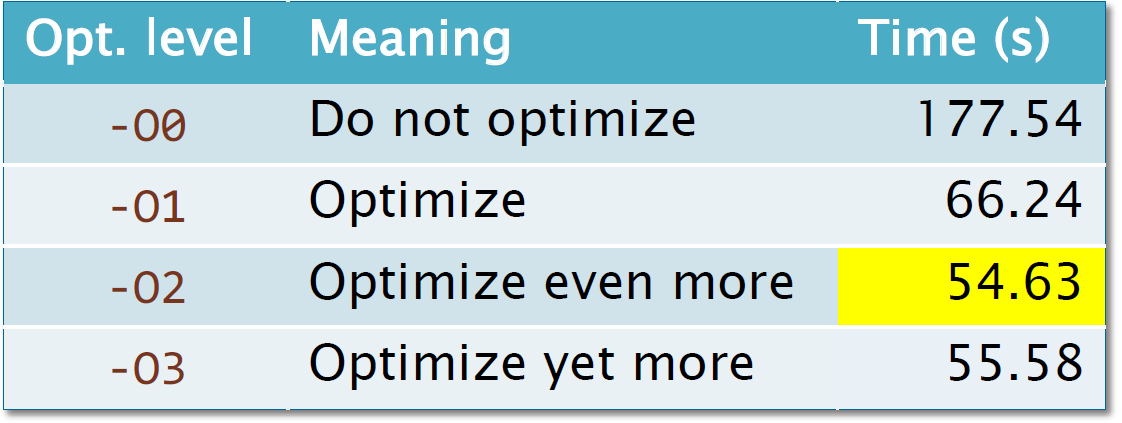 Opt. level Meaning Time (s)
-O0 Do not optimize 177.54
-O1 Optimize 66.24
-O2 Optimize even more 54.63
-O3 Optimize yet more 55.58